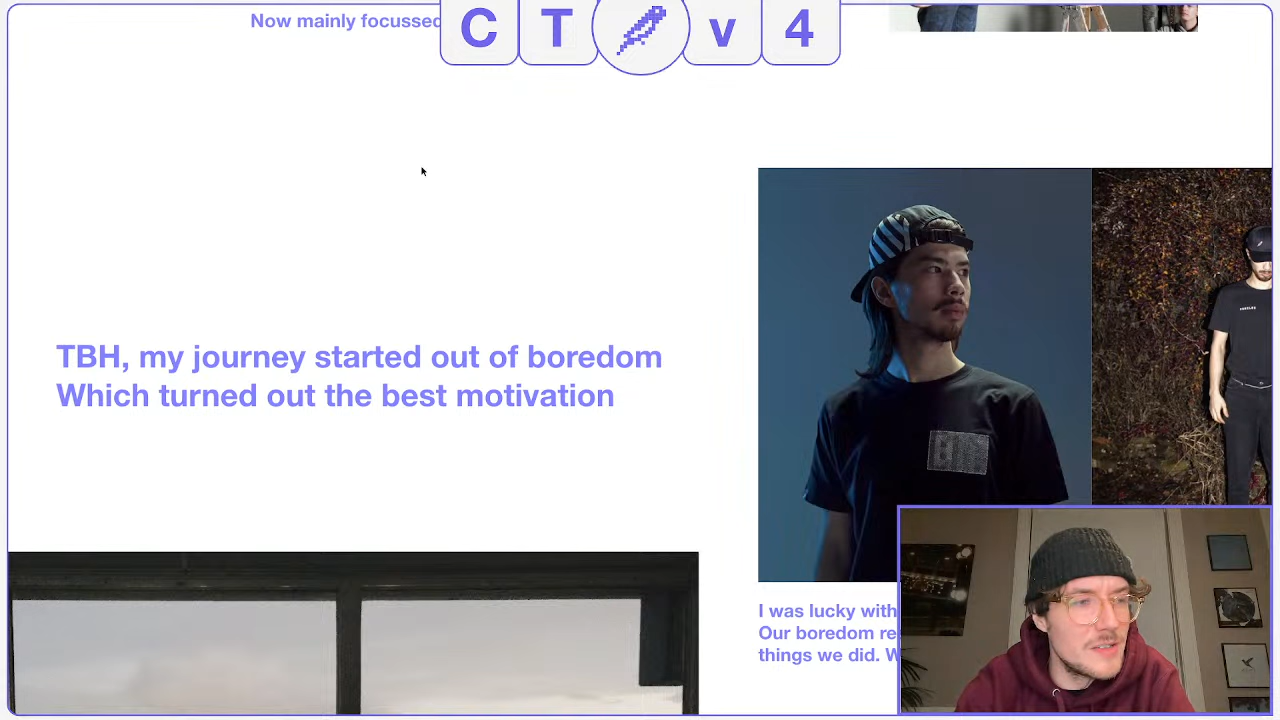 Now mainly focussed
C T v 4
TBH, my journey started out of boredom
Which turned out the best motivation
I was lucky with
Our boredom re
things we did. W